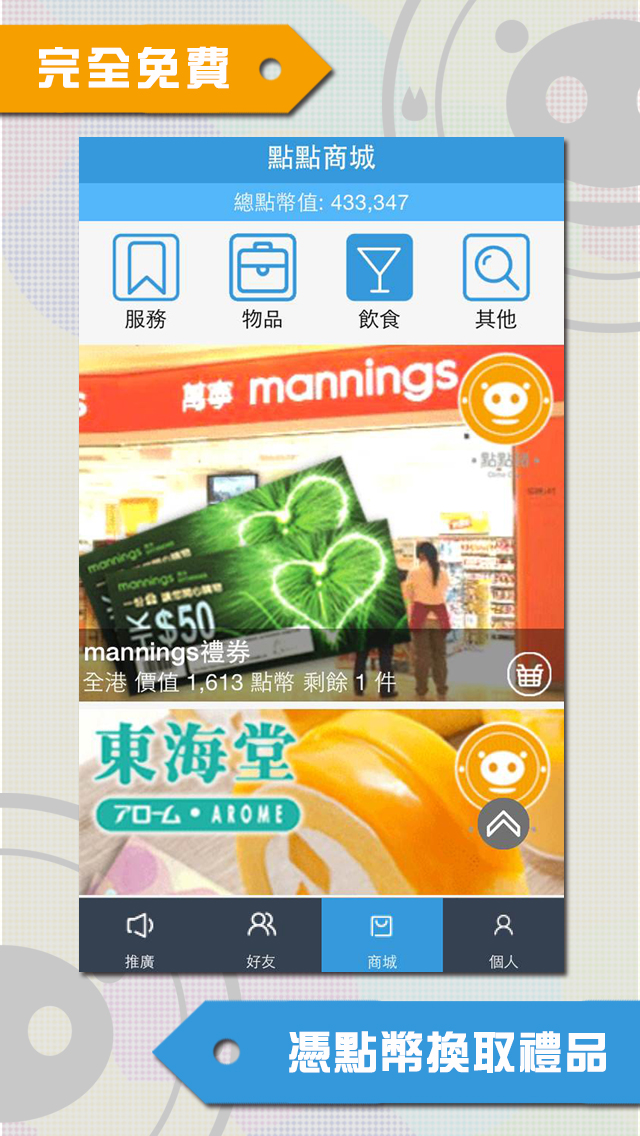 完全免費
點點商城
總點幣值: 433,347
服務
物品
飲食
其他
萬寧 mannings
點點國
mannings
mannings
HK$50
mannings禮券
全港 價值 1,613 點幣 剩餘 1 件
東海堂
アローム・AROME
推廣
好友
商城
個人
憑點幣換取禮品